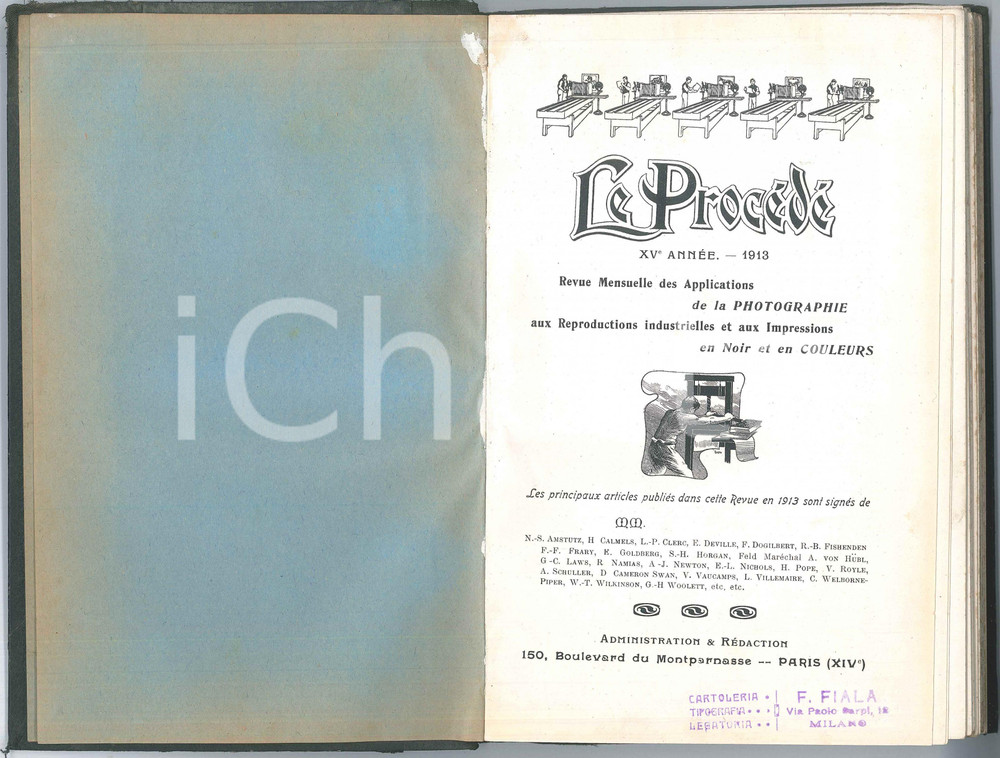 iCh
Le Procédé
XVe ANNÉE. — 1913
Revue Mensuelle des Applications
de la PHOTOGRAPHIE
aux Reproductions industrielles et aux Impressions
en Noir et en COULEURS
Les principaux articles publiés dans cette Revue en 1913 sont signés de
MM.
N.-S. AMSTUTZ, H CALMELS, L.-P. CLERC, E. DEVILLE, F. DOGILBERT, R.-B. FISHENDEN
F.-F. FRARY, E. GOLDBERG, S.-H. HORGAN, Feld Maréchal A. VON HÜBL,
G-C. LAWS, R NAMIAS, A-J. NEWTON, E.-L. NICHOLS, H. POPE, V. ROYLE,
A. SCHULLER, D CAMERON SWAN, V. VAUCAMPS, L. VILLEMAIRE, C. WELBORNE-
PIPER, W.-T. WILKINSON, G.-H WOOLETT, etc, etc.
ADMINISTRATION & RÉDACTION
150, Boulevard du Montparnasse -- PARIS (XIVe)
CARTOLERIA • F. FIALA
TIPOGRAFIA • • • Via Paolo Sarpi,
LEGATORIA • • MILANO